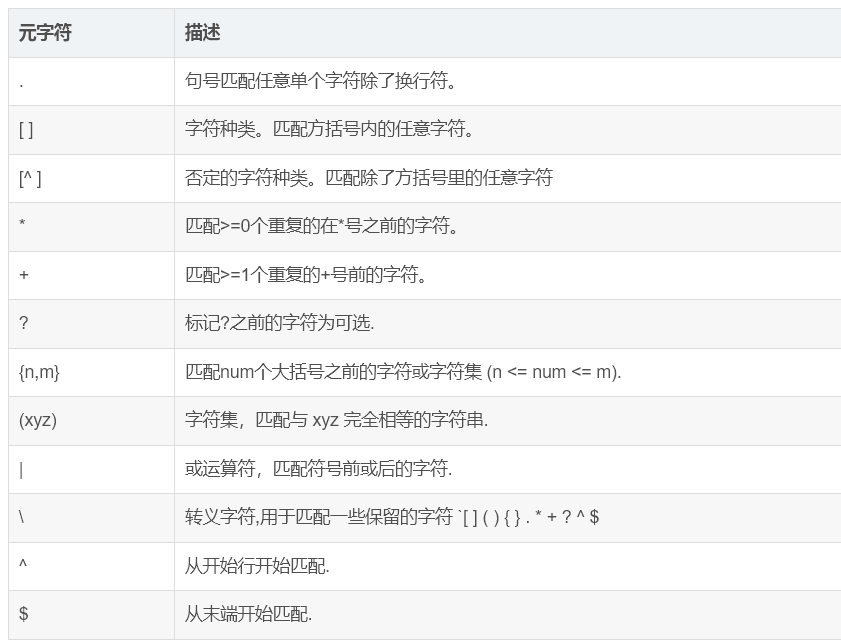 元字符 描述
. 句号匹配任意单个字符除了换行符。
[ ] 字符种类。匹配方括号内的任意字符。
[^ ] 否定的字符种类。匹配除了方括号里的任意字符
* 匹配>=0个重复的在*号之前的字符。
+ 匹配>=1个重复的+号前的字符。
? 标记?之前的字符为可选.
{n,m} 匹配num个大括号之前的字符或字符集 (n <= num <= m).
(xyz) 字符集，匹配与 xyz 完全相等的字符串.
| 或运算符，匹配符号前或后的字符.
\ 转义字符,用于匹配一些保留的字符 `[ ] ( ) { } . * + ? ^ $
^ 从开始行开始匹配.
$ 从末端开始匹配.